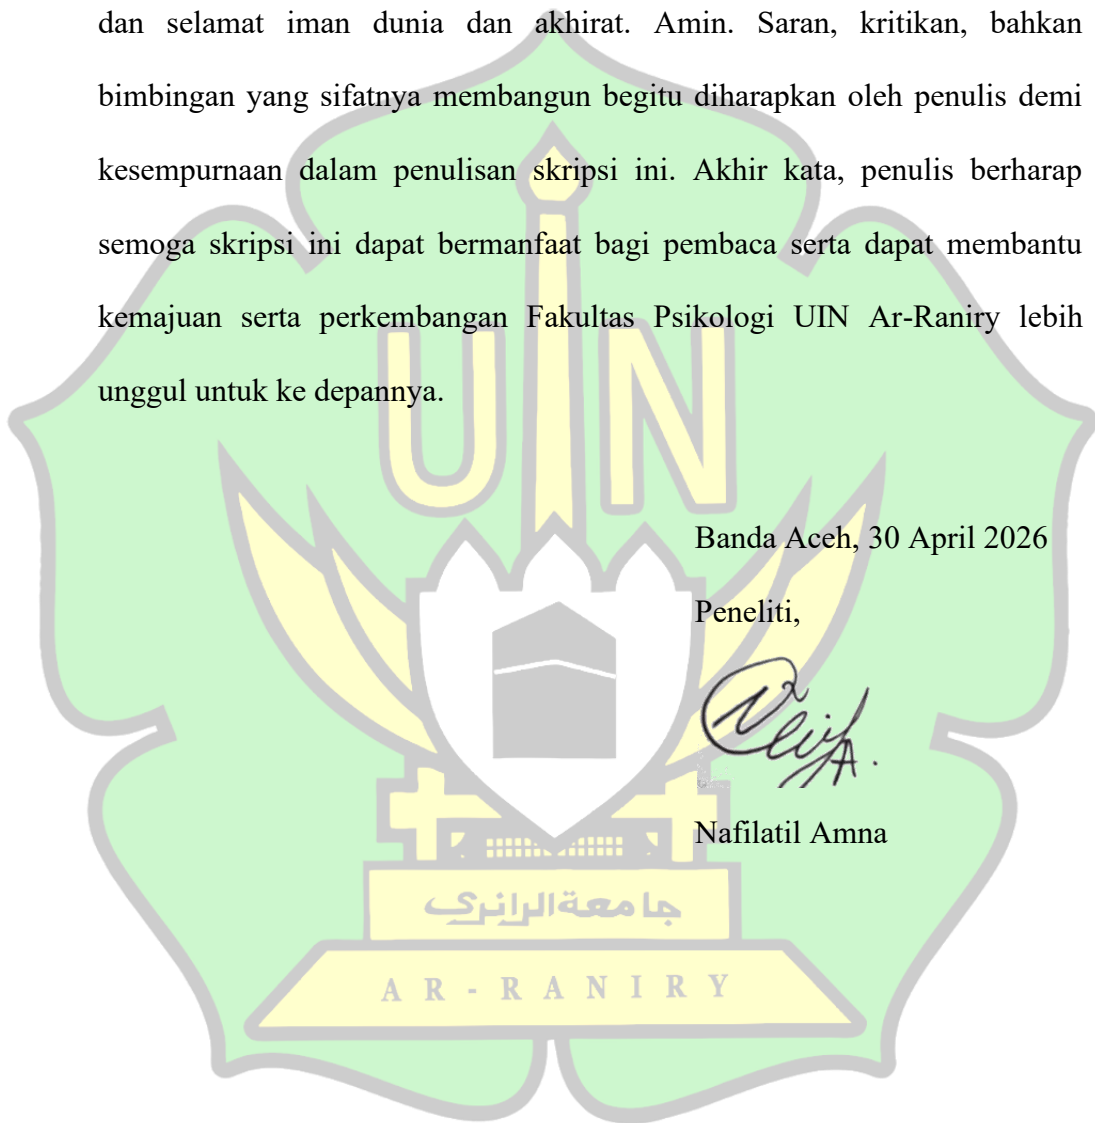 dan selamat iman dunia dan akhirat. Amin. Saran, kritikan, bahkan
bimbingan yang sifatnya membangun begitu diharapkan oleh penulis demi
kesempurnaan dalam penulisan skripsi ini. Akhir kata, penulis berharap
semoga skripsi ini dapat bermanfaat bagi pembaca serta dapat membantu
kemajuan serta perkembangan Fakultas Psikologi UIN Ar-Raniry lebih
unggul untuk ke depannya.
UIN
Banda Aceh, 30 April 2026
Peneliti,
Nafilatil Amna
جامعة الرانري
AR-RANIRY